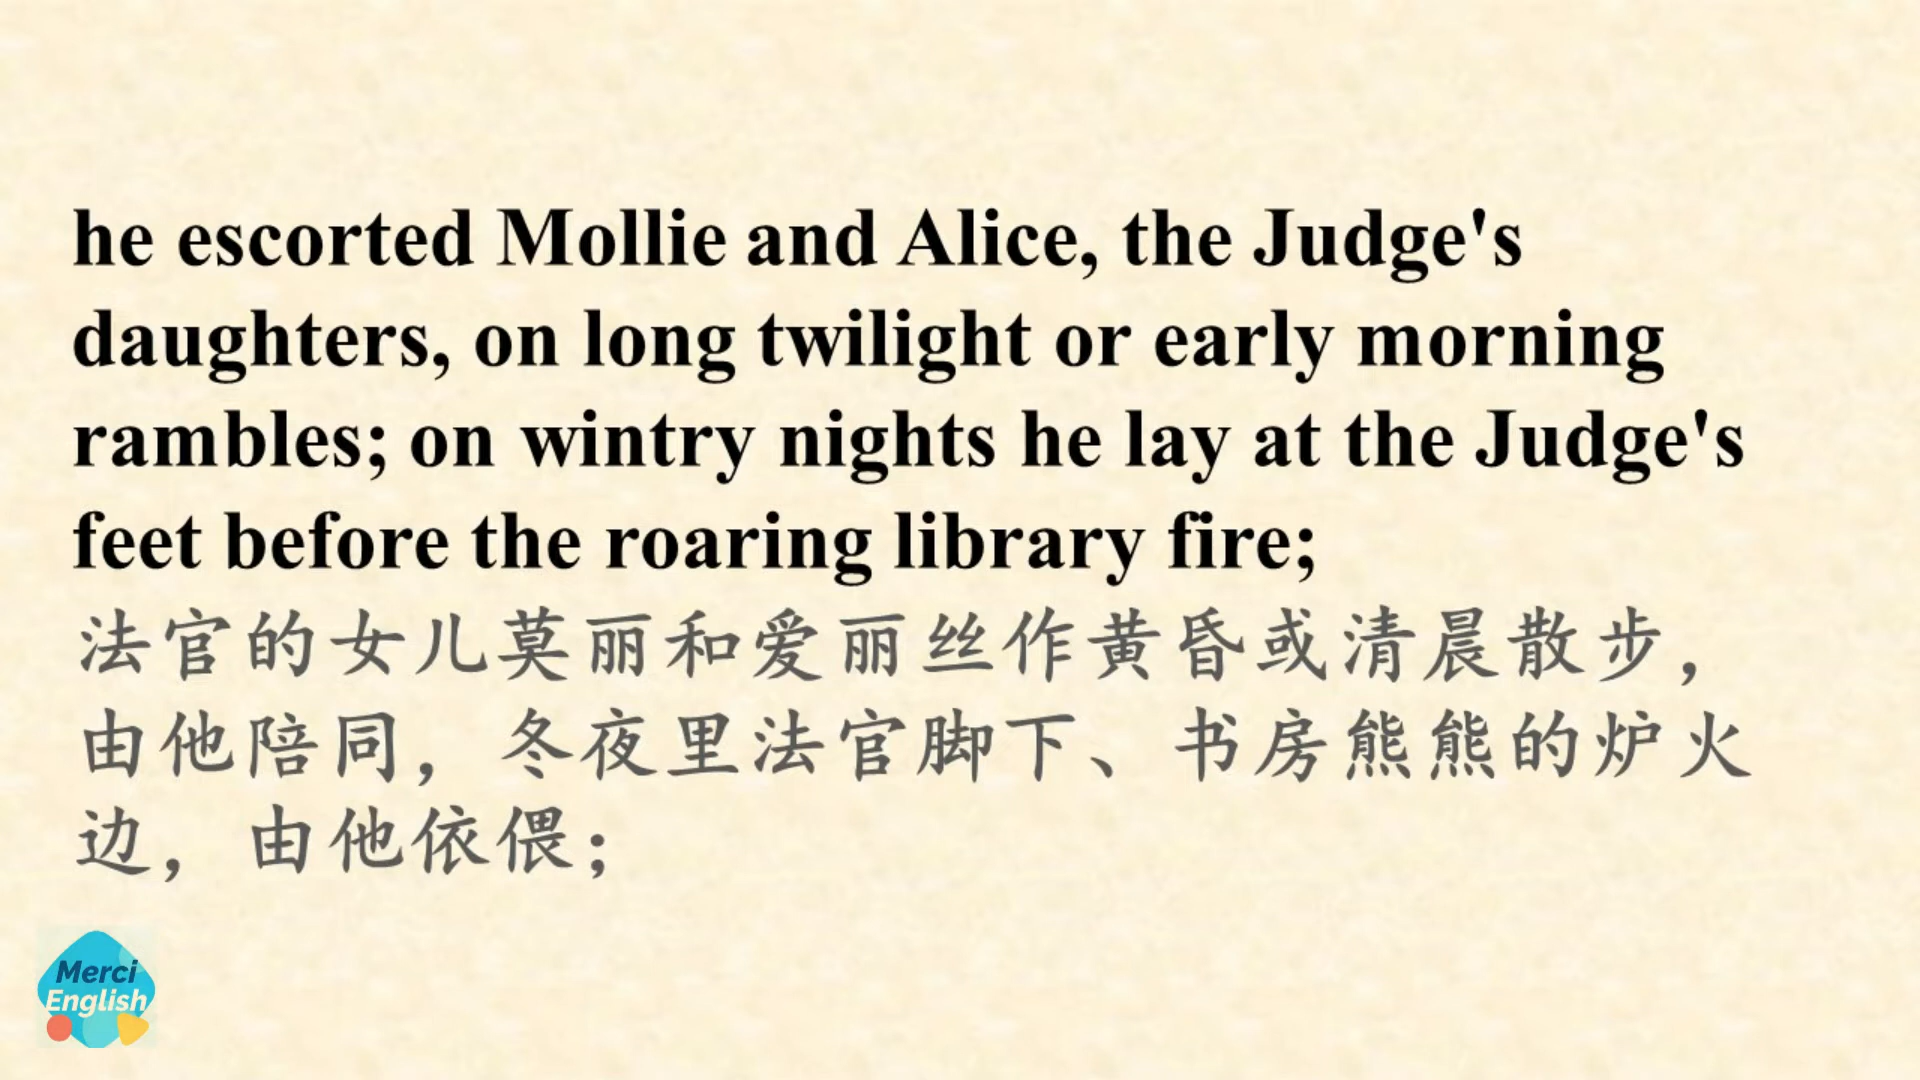 he escorted Mollie and Alice, the Judge's
daughters, on long twilight or early morning
rambles; on wintry nights he lay at the Judge's
feet before the roaring library fire;
法官的女儿莫丽和爱丽丝作黄昏或清晨散步，
由他陪同，冬夜里法官脚下、书房熊熊的炉火
边，由他依偎；
Merci
English